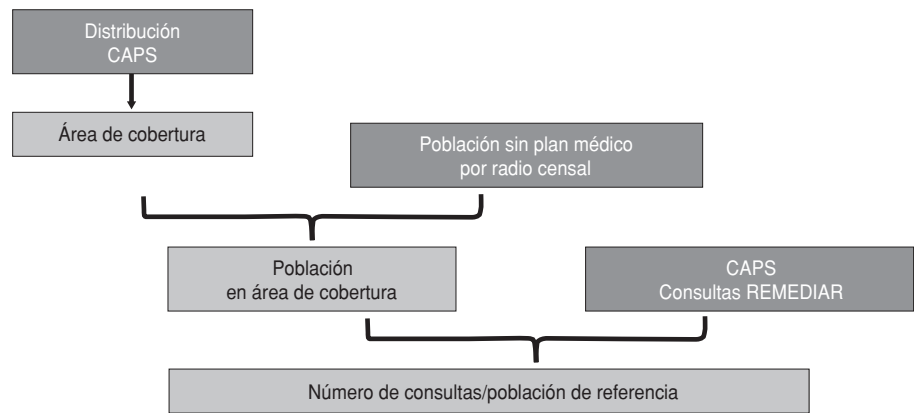 Distribución
CAPS
Área de cobertura
Población sin plan médico
por radio censal
Población
en área de cobertura
CAPS
Consultas REMEDIAR
Número de consultas/población de referencia